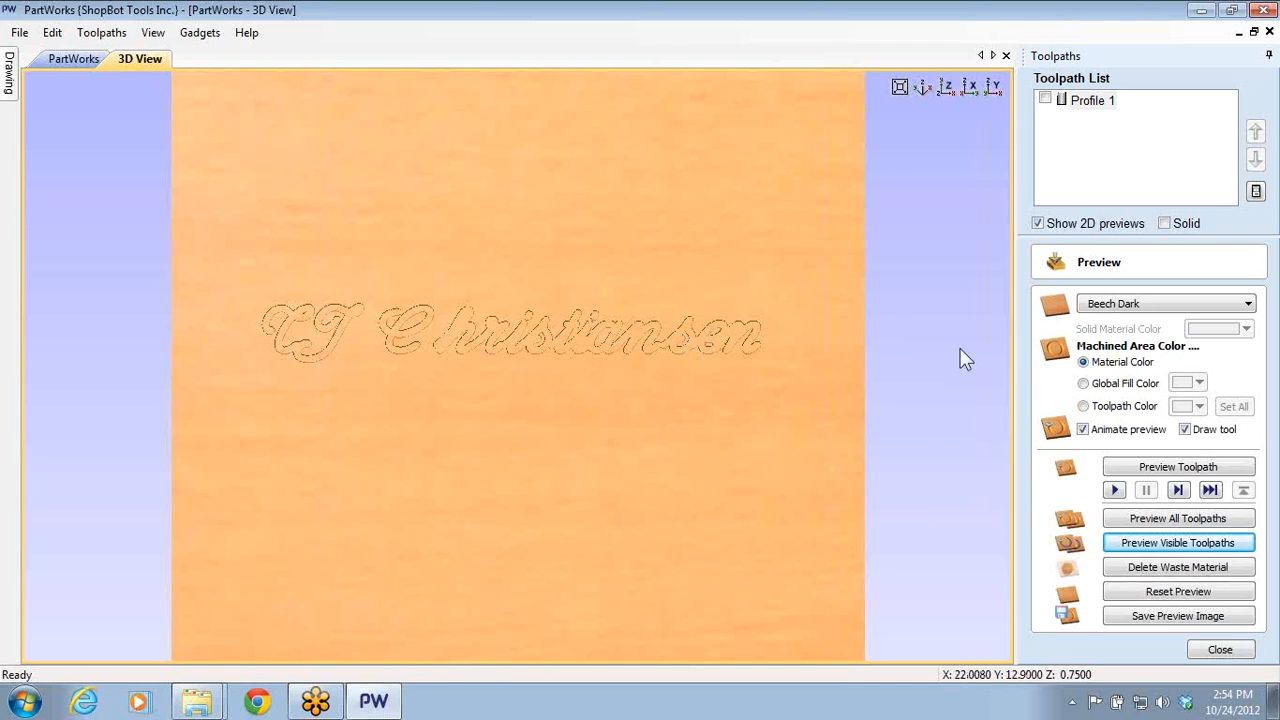 PartWorks {ShopBot Tools Inc.} - [PartWorks - 3D View]
File Edit Toolpaths View Gadgets Help
PartWorks 3D View
Drawing
CJ Christiansen
Toolpaths
Toolpath List
Profile 1
Show 2D previews Solid
Preview
Beech Dark
Solid Material Color
Machined Area Color ....
Material Color
Global Fill Color
Toolpath Color Set All
Animate preview Draw tool
Preview Toolpath
Preview All Toolpaths
Preview Visible Toolpaths
Delete Waste Material
Reset Preview
Save Preview Image
Close
Ready X: 22.0080 Y: 12.9000 Z: 0.7500
PW
2:54 PM
10/24/2012